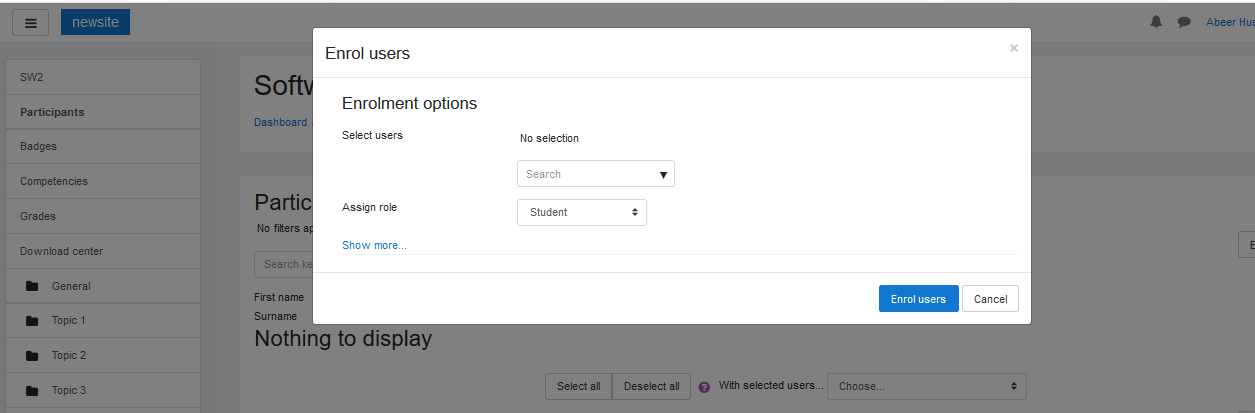 newsite
Abeer Hus
Enrol users
×
SW2
Participants
Badges
Competencies
Grades
Download center
General
Topic 1
Topic 2
Topic 3
Softw
Dashboard
Enrolment options
Select users
No selection
Search
Assign role
Student
Show more...
Enrol users
Cancel
Partic
No filters ap
Search ke
First name
Surname
Nothing to display
Select all
Deselect all
?
With selected users...
Choose...